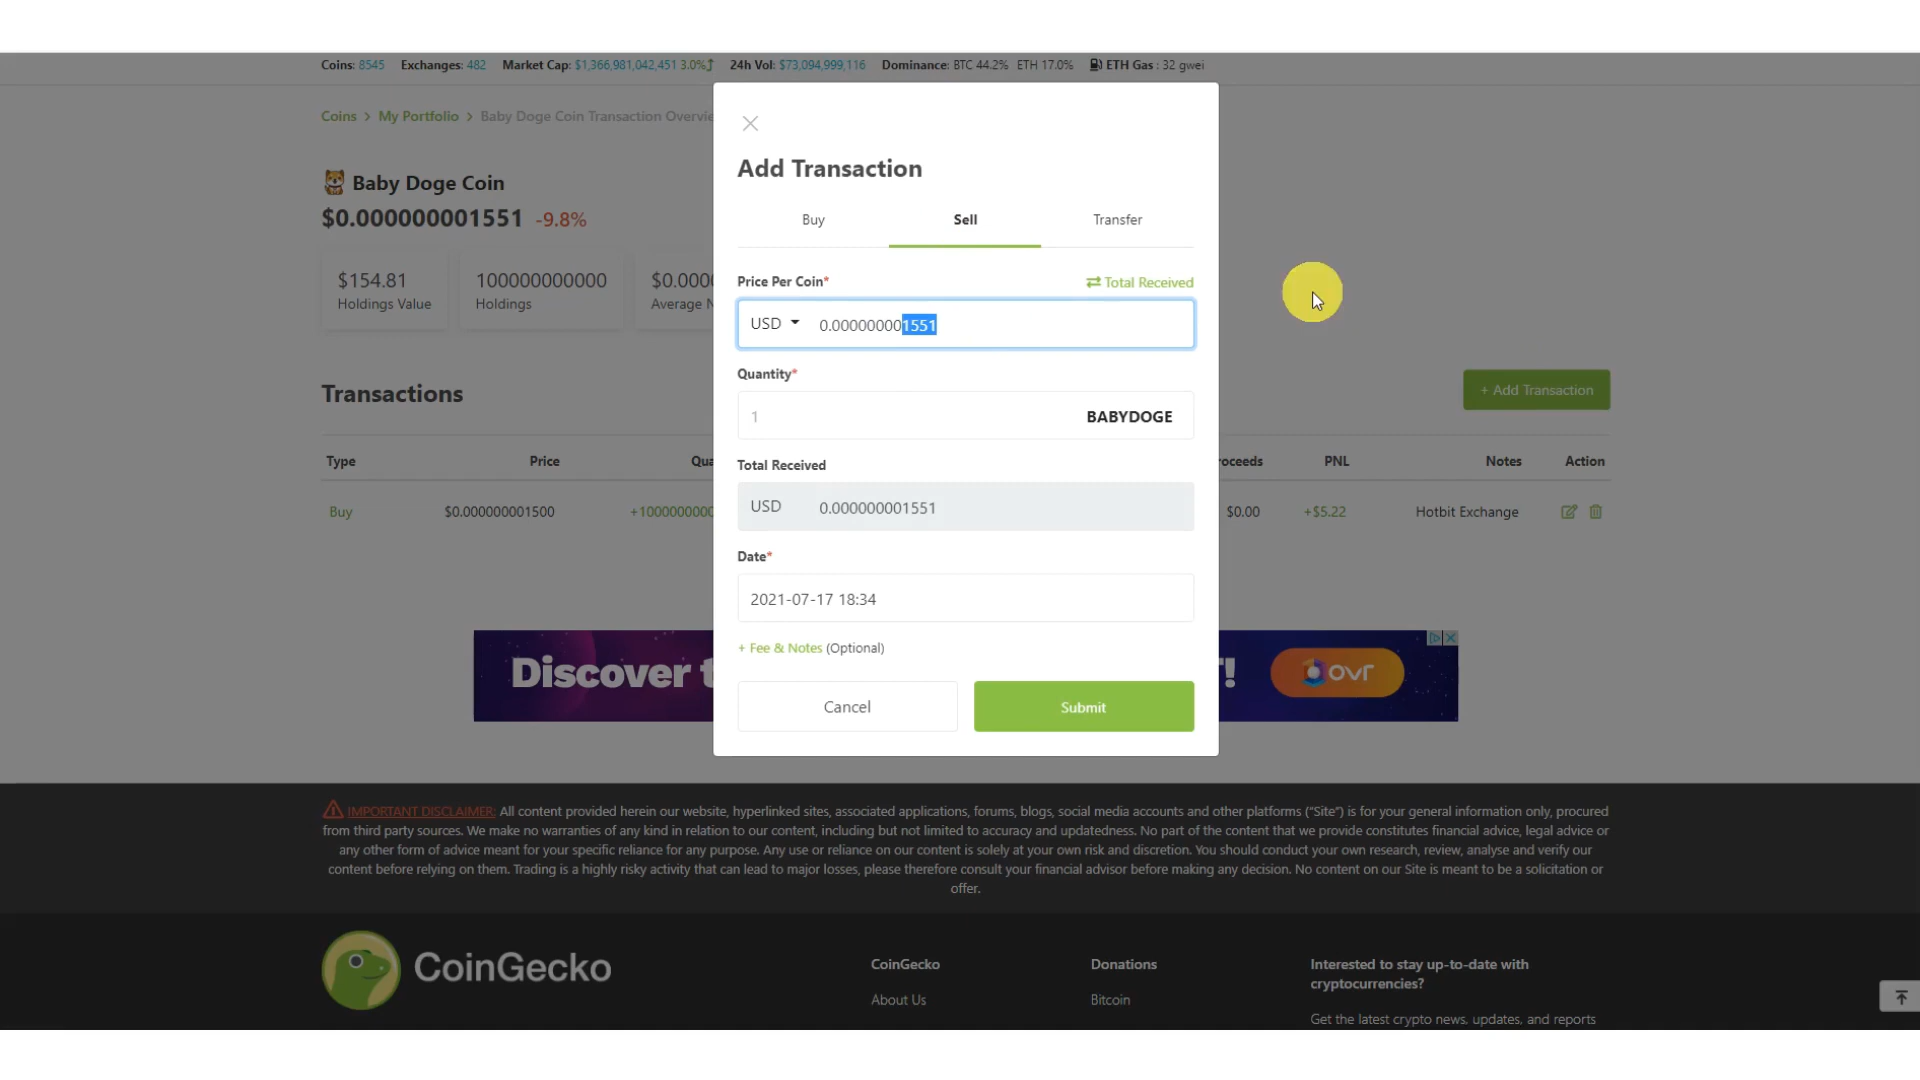 Coins: 8545 Exchanges: 482 Market Cap: $1,366,981,042,451 3.0% 24h Vol: $73,094,999,116 Dominance: BTC 44.2% ETH 17.0% ETH Gas : 32 gwei
Coins > My Portfolio > Baby Doge Coin Transaction Overvie
Baby Doge Coin
$0.000000001551 -9.8%
$154.81
Holdings Value
100000000000
Holdings
$0.000
Average N
Add Transaction
Buy Sell Transfer
Price Per Coin* Total Received
USD 0.000000001551
Quantity*
1 BABYDOGE
Total Received
USD 0.000000001551
Date*
2021-07-17 18:34
+ Fee & Notes (Optional)
Cancel Submit
Transactions + Add Transaction
Type Price Qua roceeds PNL Notes Action
Buy $0.000000001500 +1000000000 $0.00 +$5.22 Hotbit Exchange
Discover t T! ovr
IMPORTANT DISCLAIMER: All content provided herein our website, hyperlinked sites, associated applications, forums, blogs, social media accounts and other platforms ("Site") is for your general information only, procured
from third party sources. We make no warranties of any kind in relation to our content, including but not limited to accuracy and updatedness. No part of the content that we provide constitutes financial advice, legal advice or
any other form of advice meant for your specific reliance for any purpose. Any use or reliance on our content is solely at your own risk and discretion. You should conduct your own research, review, analyse and verify our
content before relying on them. Trading is a highly risky activity that can lead to major losses, please therefore consult your financial advisor before making any decision. No content on our Site is meant to be a solicitation or
offer.
CoinGecko
CoinGecko
About Us
Donations
Bitcoin
Interested to stay up-to-date with
cryptocurrencies?
Get the latest crypto news, updates, and reports